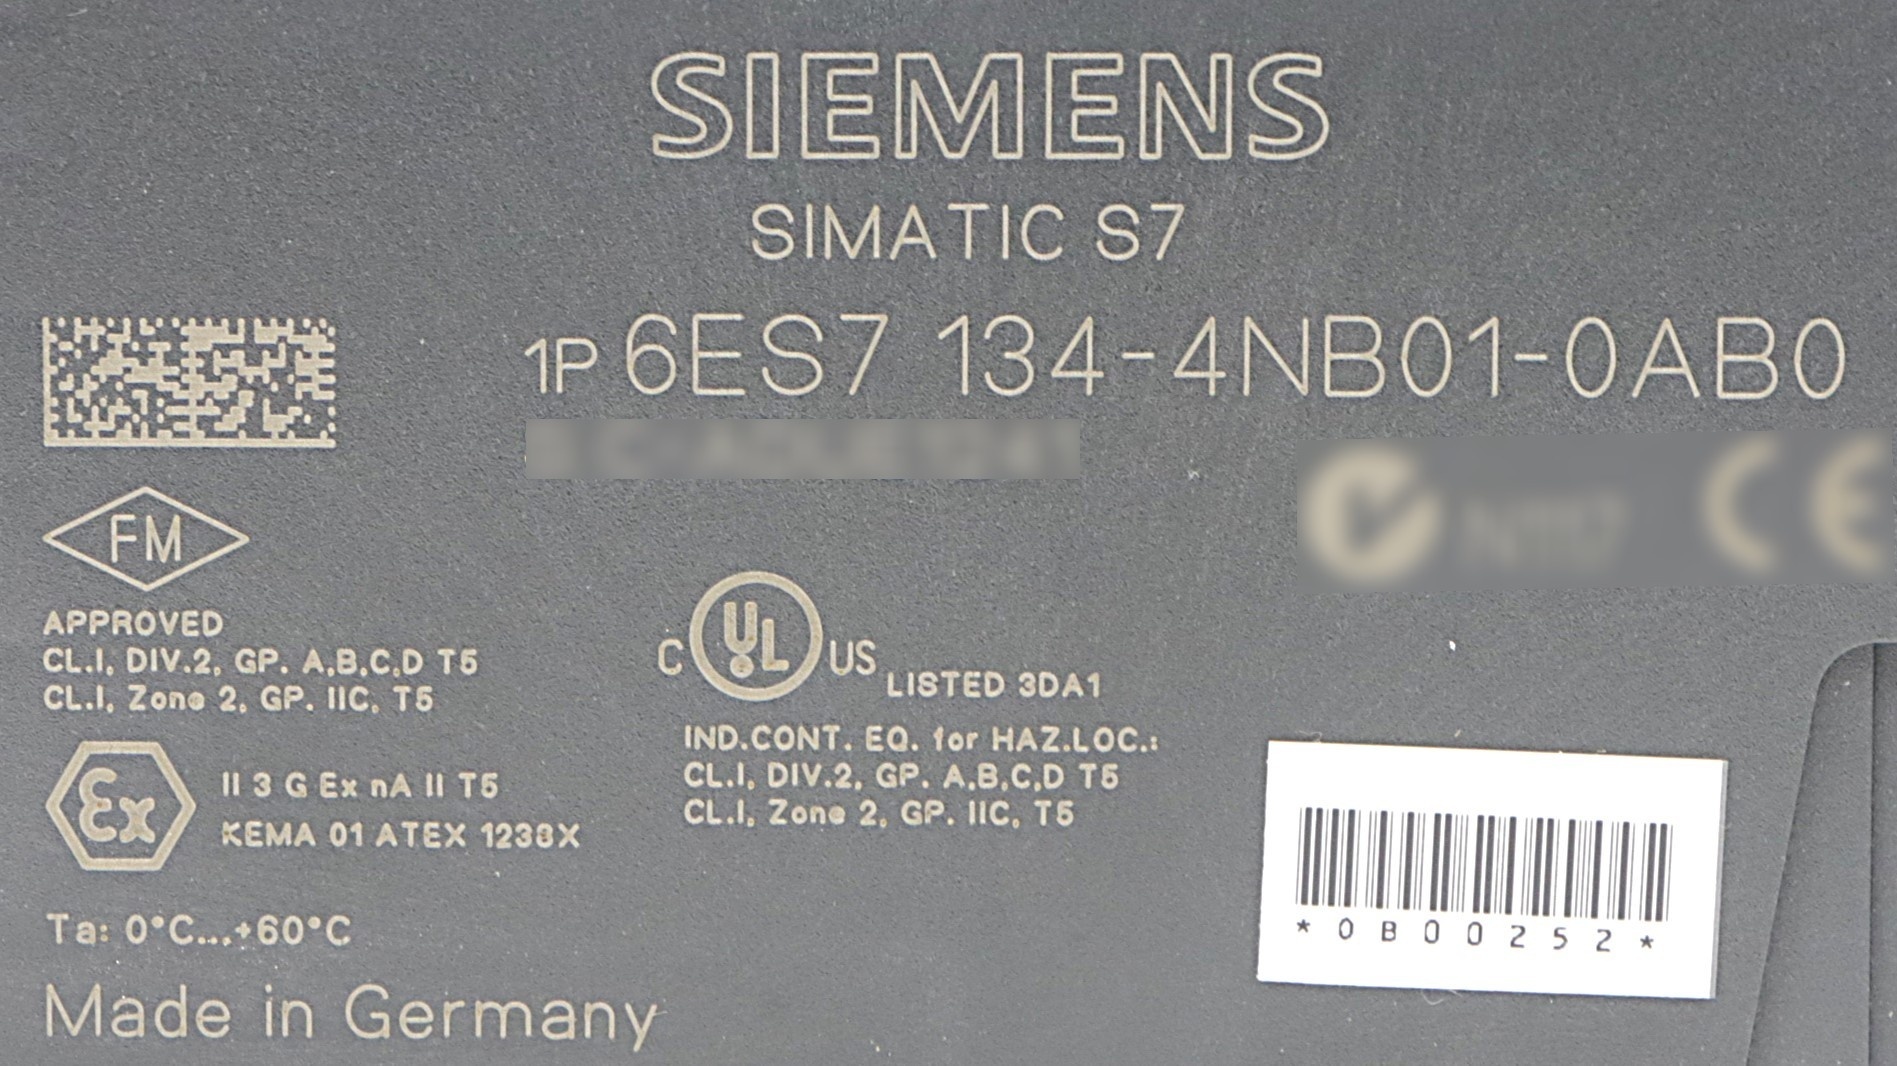 SIEMENS
SIMATIC S7
1P 6ES7 134-4NB01-0AB0
FM
APPROVED
CL.I, DIV.2, GP. A,B,C,D T5
CL.I, Zone 2, GP. IIC, T5
C UL US LISTED 3DA1
IND.CONT. EQ. for HAZ.LOC.:
CL.I, DIV.2, GP. A,B,C,D T5
CL.I, Zone 2, GP. IIC, T5
Ex II 3 G Ex nA II T5
KEMA 01 ATEX 1238X
Ta: 0°C...+60°C
Made in Germany
*0B00252*